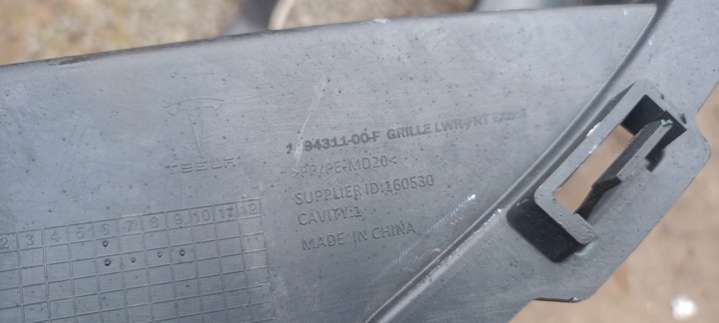 TESLA
94311-00-F GRILLE LWR FRT
>PP/PE-MD20<
SUPPLIER ID:160530
CAVITY:1
MADE IN CHINA
2 3 4 5 6 7 8 9 10 11 12